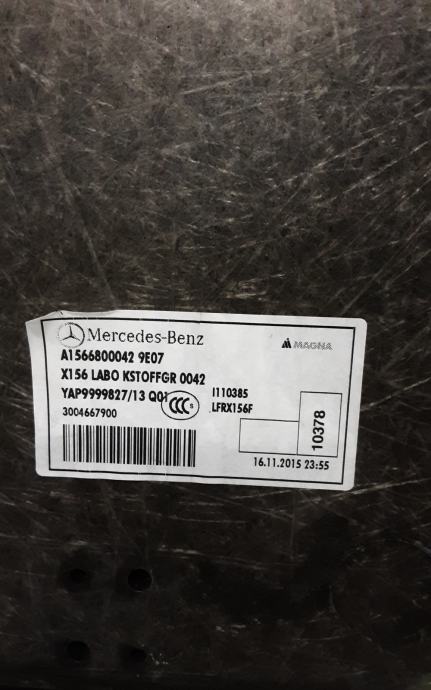 Mercedes-Benz
MAGNA
A1566800042 9E07
X156 LABO KSTOFFGR 0042
YAP9999827/13 Q01
CCC S
I110385
LFRX156F
3004667900
10378
16.11.2015 23:55